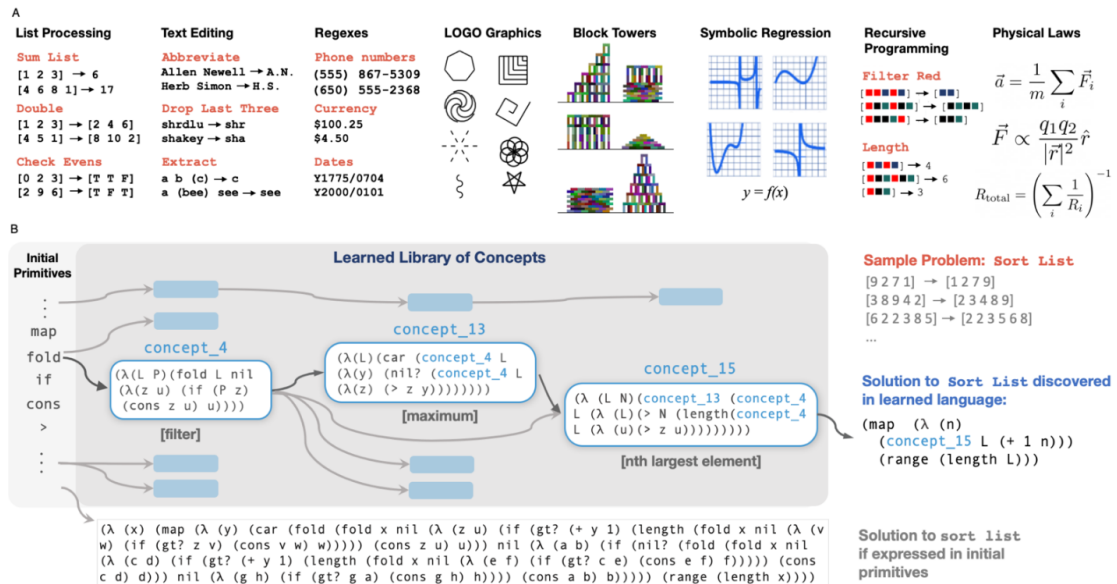 A
List Processing
Sum List
[1 2 3] → 6
[4 6 8 1] → 17
Double
[1 2 3] → [2 4 6]
[4 5 1] → [8 10 2]
Check Evens
[0 2 3] → [T T F]
[2 9 6] → [T F T]
Text Editing
Abbreviate
Allen Newell → A.N.
Herb Simon → H.S.
Drop Last Three
shrdlu → shr
shakey → sha
Extract
a b (c) → c
a (bee) see → see
Regexes
Phone numbers
(555) 867-5309
(650) 555-2368
Currency
$100.25
$4.50
Dates
Y1775/0704
Y2000/0101
LOGO Graphics
Block Towers
Symbolic Regression
y = f(x)
Recursive
Programming
Filter Red
[ ] → [ ]
[ ] → [ ]
[ ] → [ ]
Length
[ ] → 4
[ ] → 6
[ ] → 3
Physical Laws
a⃗ = 1/m ∑i F⃗i
F⃗ ∝ q1q2/|r⃗|² r̂
Rtotal = (∑i 1/Ri)⁻¹
B
Initial
Primitives
⋮
map
fold
if
cons
>
⋮
Learned Library of Concepts
concept_4
(λ(L P)(fold L nil
(λ(z u) (if (P z)
(cons z u) u))))
[filter]
concept_13
(λ(L)(car (concept_4 L
(λ(y) (nil? (concept_4 L
(λ(z) (> z y))))))))
[maximum]
concept_15
(λ (L N)(concept_13 (concept_4
L (λ (L)(> N (length(concept_4
L (λ (u)(> z u)))))))))
[nth largest element]
Sample Problem: Sort List
[9 2 7 1] → [1 2 7 9]
[3 8 9 4 2] → [2 3 4 8 9]
[6 2 2 3 8 5] → [2 2 3 5 6 8]
...
Solution to Sort List discovered
in learned language:
(map (λ (n)
(concept_15 L (+ 1 n)))
(range (length L)))
(λ (x) (map (λ (y) (car (fold (fold x nil (λ (z u) (if (gt? (+ y 1) (length (fold x nil (λ (v
w) (if (gt? z v) (cons v w) w))))) (cons z u) u))) nil (λ (a b) (if (nil? (fold (fold x nil
(λ (c d) (if (gt? (+ y 1) (length (fold x nil (λ (e f) (if (gt? c e) (cons e f) f))))) (cons
c d) d))) nil (λ (g h) (if (gt? g a) (cons g h) h)))) (cons a b) b))))) (range (length x))))
Solution to sort list
if expressed in initial
primitives